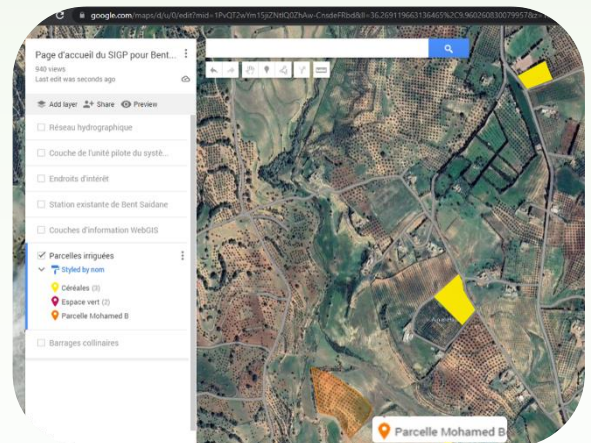 google.com/maps/d/u/0/edit?mid=1PvQT2wYm15jiZNtIQ0ZhAw-CnsdeFRbd&ll=36.2691199663136465%2C9.960260830079957&z=
Page d'accueil du SIGP pour Bent...
940 views
Last edit was seconds ago
Add layer Share Preview
Réseau hydrographique
Couche de l'unité pilote du systè...
Endroits d'intérêt
Station existante de Bent Saidane
Couches d'information WebGIS
Parcelles irriguées
Styled by nom
Céréales (3)
Espace vert (2)
Parcelle Mohamed B
Barrages collinaires
Parcelle Mohamed B